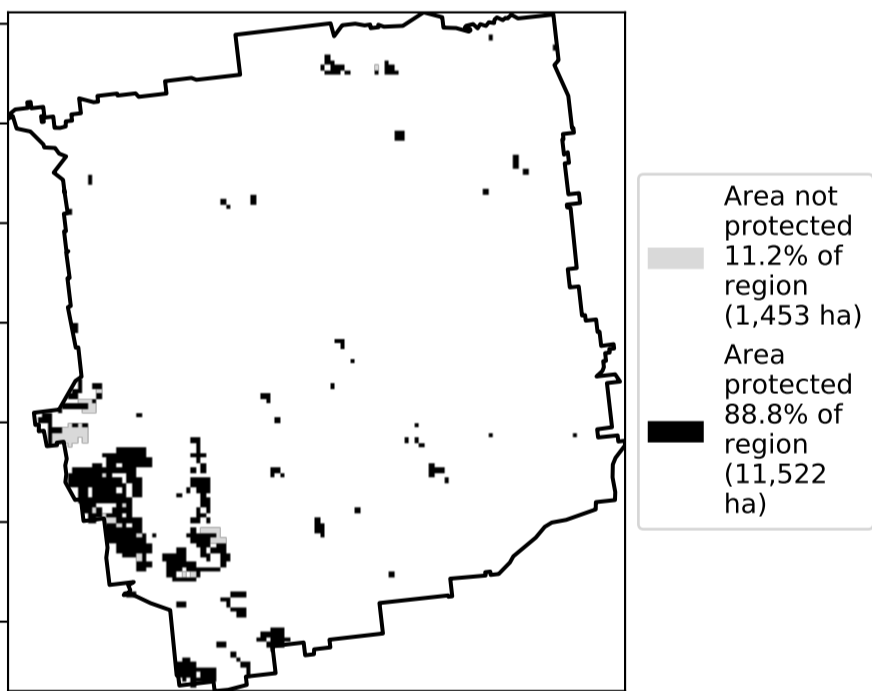 Area not
protected
11.2% of
region
(1,453 ha)
Area
protected
88.8% of
region
(11,522
ha)